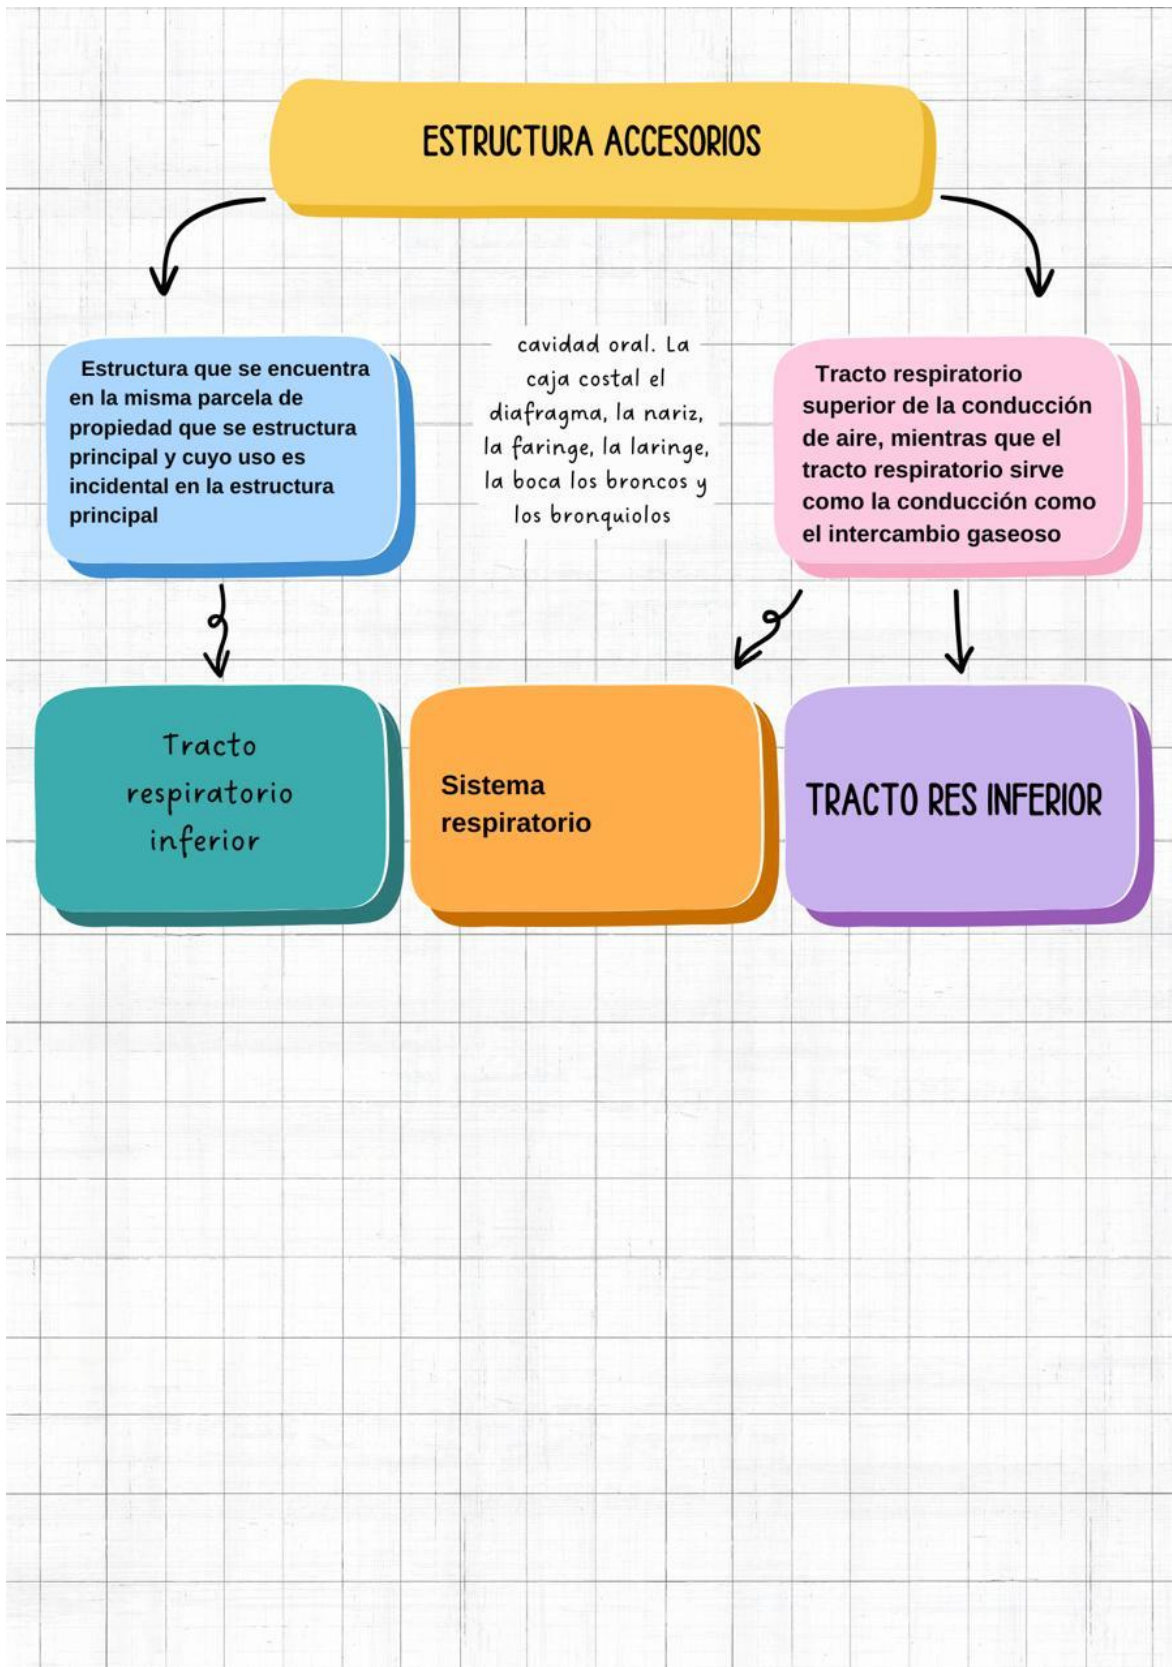 ESTRUCTURA ACCESORIOS
Estructura que se encuentra
en la misma parcela de
propiedad que se estructura
principal y cuyo uso es
incidental en la estructura
principal
cavidad oral. La
caja costal el
diafragma, la nariz,
la faringe, la laringe,
la boca los broncos y
los bronquiolos
Tracto respiratorio
superior de la conducción
de aire, mientras que el
tracto respiratorio sirve
como la conducción como
el intercambio gaseoso
Tracto
respiratorio
inferior
Sistema
respiratorio
TRACTO RES INFERIOR